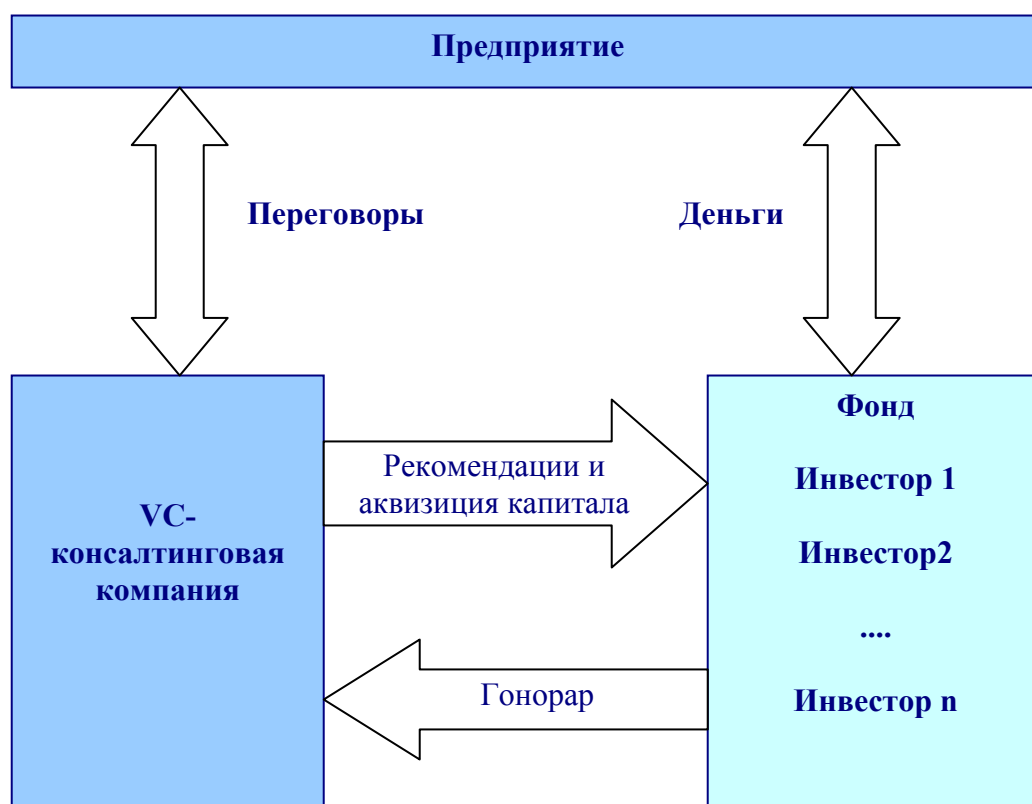 Предприятие
Переговоры
Деньги
VC-
консалтинговая
компания
Рекомендации и
аквизиция капитала
Гонорар
Фонд
Инвестор 1
Инвестор2
....
Инвестор n